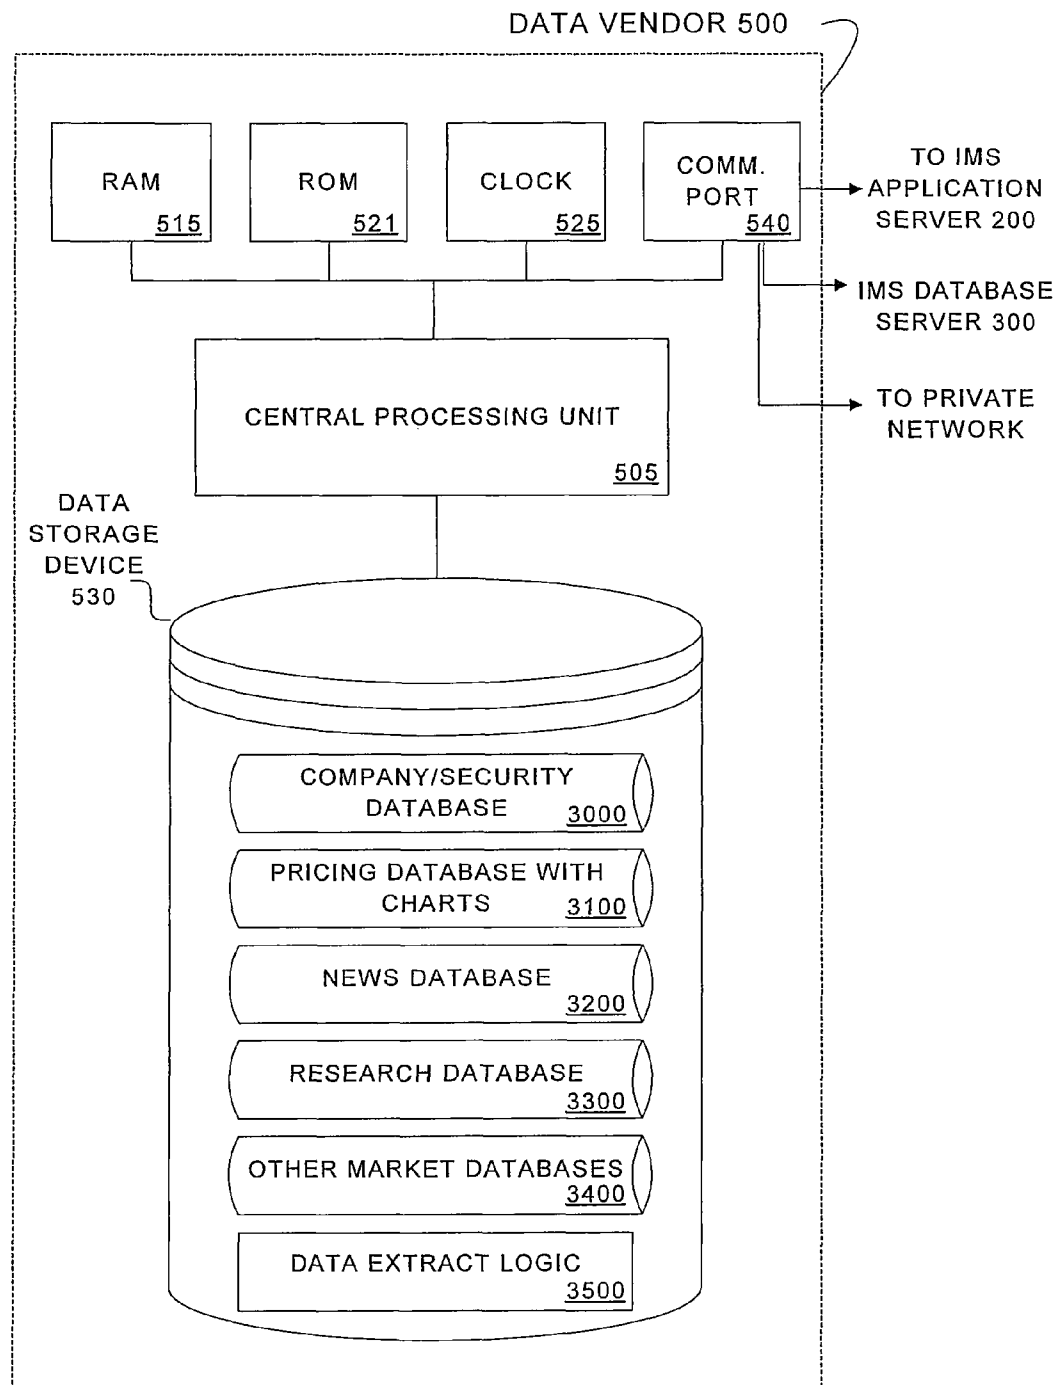 DATA VENDOR 500
RAM
515
ROM
521
CLOCK
525
COMM.
PORT
540
TO IMS
APPLICATION
SERVER 200
IMS DATABASE
SERVER 300
TO PRIVATE
NETWORK
CENTRAL PROCESSING UNIT
505
DATA
STORAGE
DEVICE
530
COMPANY/SECURITY
DATABASE
3000
PRICING DATABASE WITH
CHARTS
3100
NEWS DATABASE
3200
RESEARCH DATABASE
3300
OTHER MARKET DATABASES
3400
DATA EXTRACT LOGIC
3500